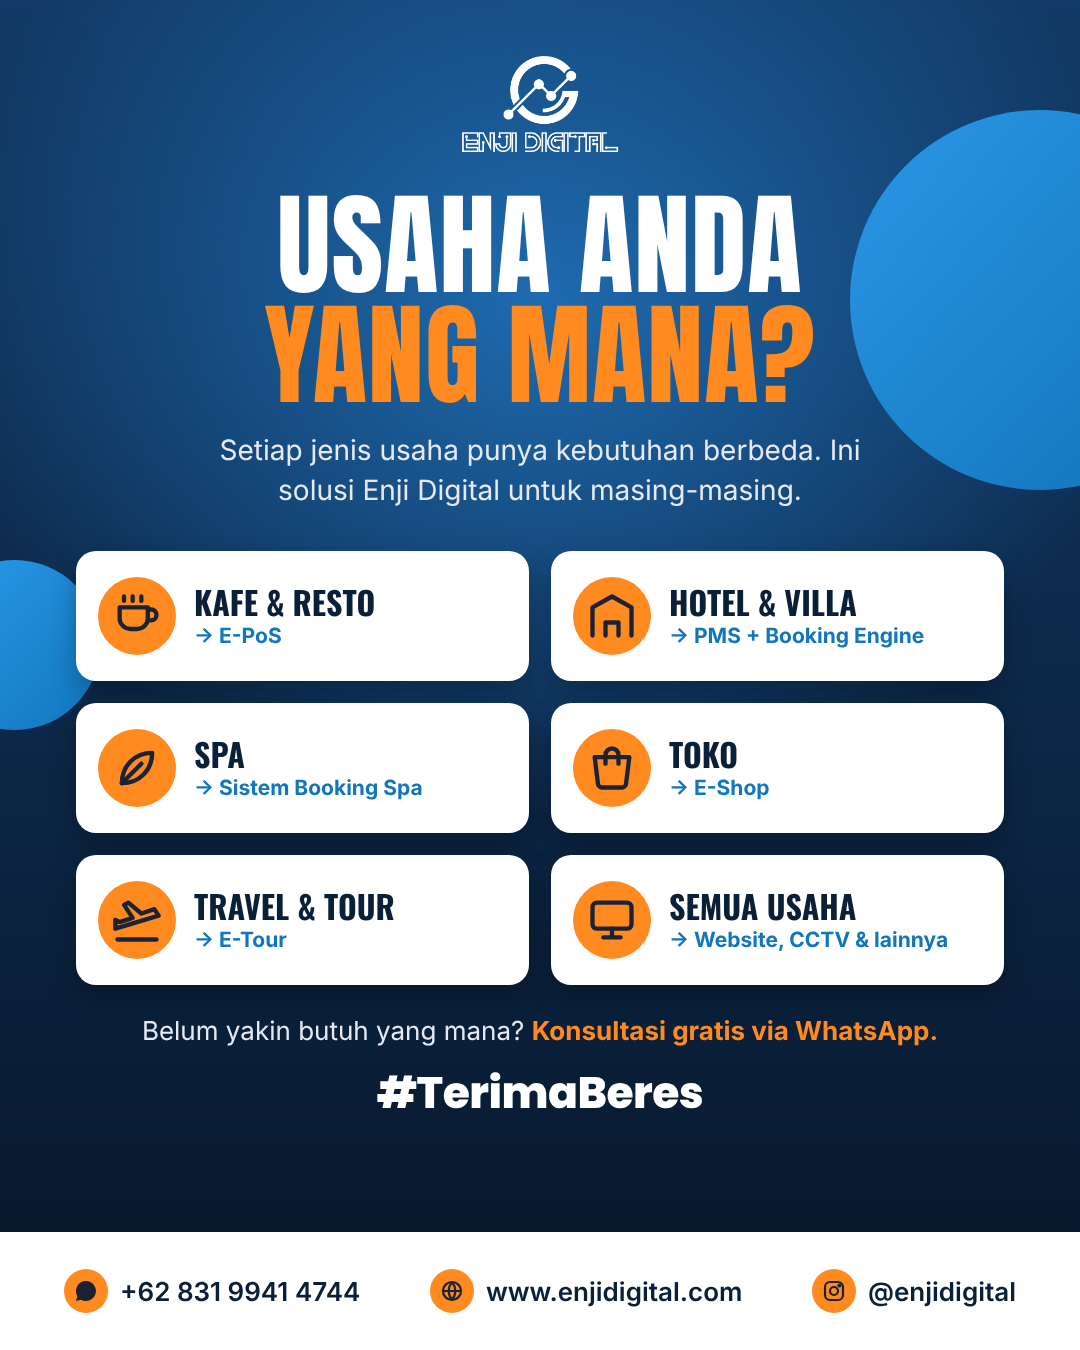 ENJI DIGITAL
USAHA ANDA
YANG MANA?
Setiap jenis usaha punya kebutuhan berbeda. Ini
solusi Enji Digital untuk masing-masing.
KAFE & RESTO
→ E-PoS
HOTEL & VILLA
→ PMS + Booking Engine
SPA
→ Sistem Booking Spa
TOKO
→ E-Shop
TRAVEL & TOUR
→ E-Tour
SEMUA USAHA
→ Website, CCTV & lainnya
Belum yakin butuh yang mana? Konsultasi gratis via WhatsApp.
#TerimaBeres
+62 831 9941 4744
www.enjidigital.com
@enjidigital